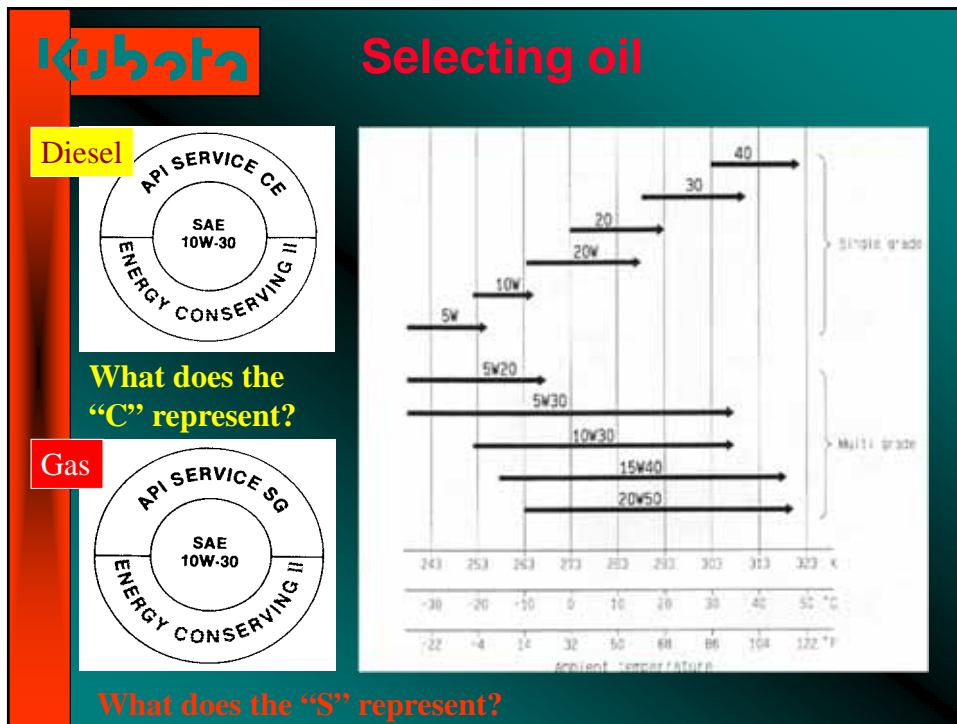 Kubota
Selecting oil
Diesel
API SERVICE CE
SAE
10W-30
ENERGY CONSERVING II
What does the
“C” represent?
Gas
API SERVICE SG
SAE
10W-30
ENERGY CONSERVING II
What does the “S” represent?
40
30
20
20W
10W
5W
Single grade
5W20
5W30
10W30
15W40
20W50
Multi grade
243 253 263 273 283 293 303 313 323 K
-30 -20 -10 0 10 20 30 40 50 °C
-22 -4 14 32 50 68 86 104 122 °F
Ambient temperature